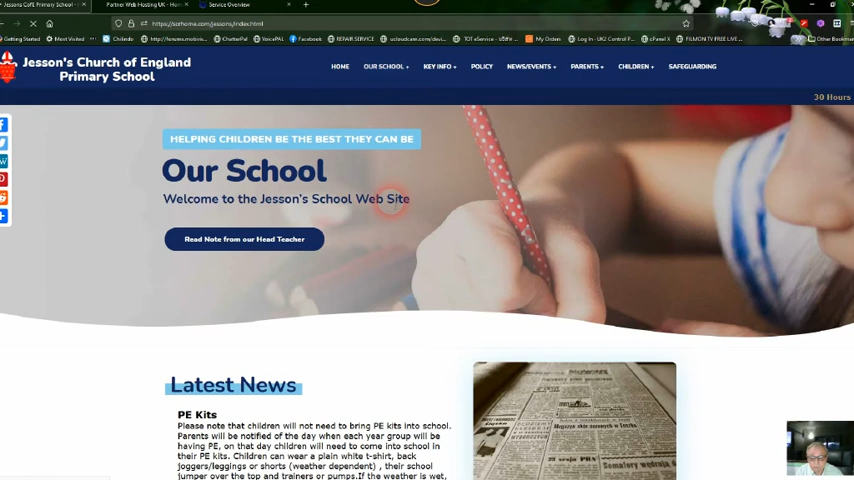 Jessons CofE Primary School -
Partner Web Hosting UK - Hom
Service Overview
https://scrhome.com/jessons/index.html
Getting Started
Most Visited
Chilindo
REPAIR SERVICE
VoicePAL
Facebook
My Orders
Log In - UK2 Control P
cPanel X
FILMON TV FREE LIVE
Other Bookmar
Jesson's Church of England
Primary School
HOME
OUR SCHOOL
KEY INFO
POLICY
NEWS/EVENTS
PARENTS
CHILDREN
SAFEGUARDING
30 Hours
HELPING CHILDREN BE THE BEST THEY CAN BE
Our School
Welcome to the Jesson's School Web Site
Read Note from our Head Teacher
Latest News
PE Kits
Please note that children will not need to bring PE kits into school.
Parents will be notified of the day when each year group will be
having PE, on that day children will need to come into school in
their PE kits. Children can wear a plain white t-shirt, back
joggers/leggings or shorts (weather dependent) , their school
jumper over the top and trainers or pumps.If the weather is wet,